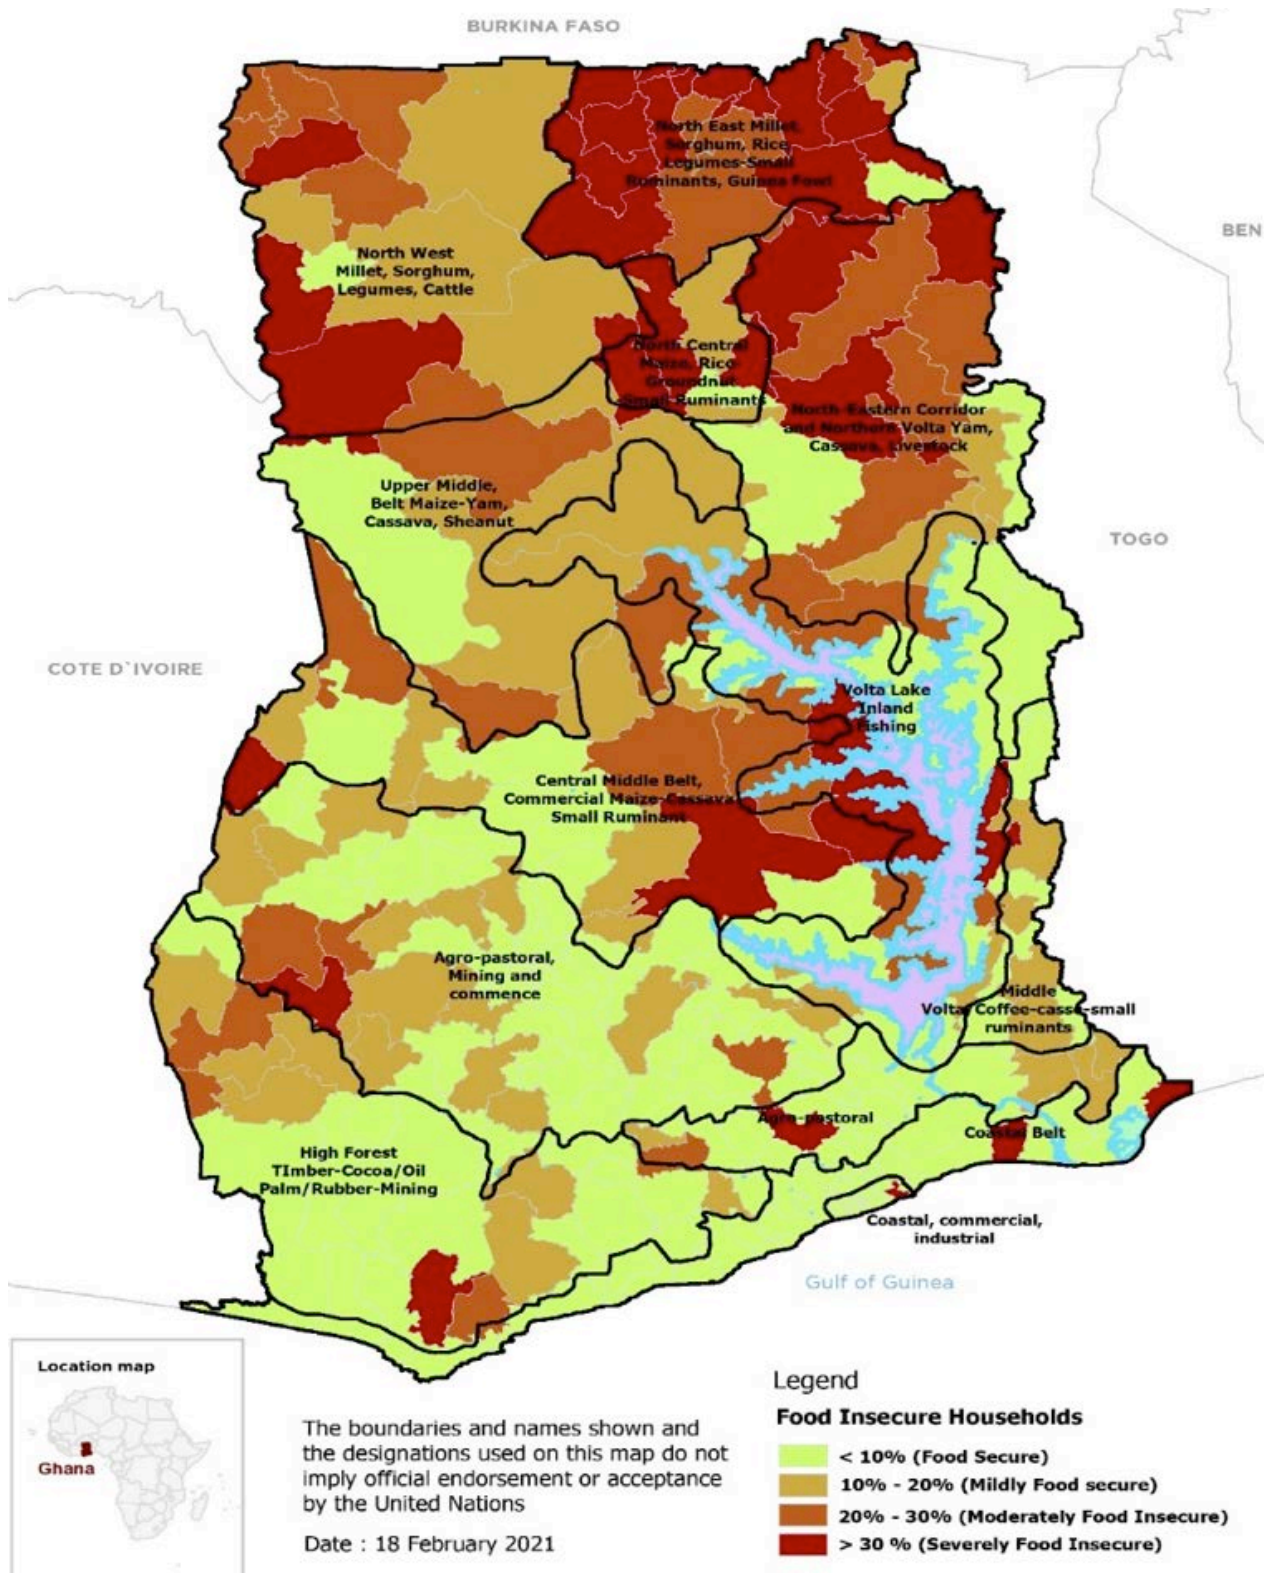 BURKINA FASO
North East Millet,
Sorghum, Rice
Legumes-Small
Ruminants, Guinea Fowl
BEN
North West
Millet, Sorghum,
Legumes, Cattle
North Central
Maize, Rice
Groundnut
Small Ruminants
North-Eastern Corridor
and Northern Volta Yam,
Cassava, Livestock
Upper Middle,
Belt Maize-Yam,
Cassava, Sheanut
TOGO
COTE D`IVOIRE
Volta Lake
Inland
Fishing
Central Middle Belt,
Commercial Maize-Cassava
Small Ruminant
Agro-pastoral,
Mining and
commence
Middle
Volta, Coffee-casse-small
ruminants
Agro-pastoral
Coastal Belt
High Forest
TImber-Cocoa/Oil
Palm/Rubber-Mining
Coastal, commercial,
industrial
Gulf of Guinea
Location map
Ghana
The boundaries and names shown and
the designations used on this map do not
imply official endorsement or acceptance
by the United Nations
Date : 18 February 2021
Legend
Food Insecure Households
< 10% (Food Secure)
10% - 20% (Mildly Food secure)
20% - 30% (Moderately Food Insecure)
> 30 % (Severely Food Insecure)